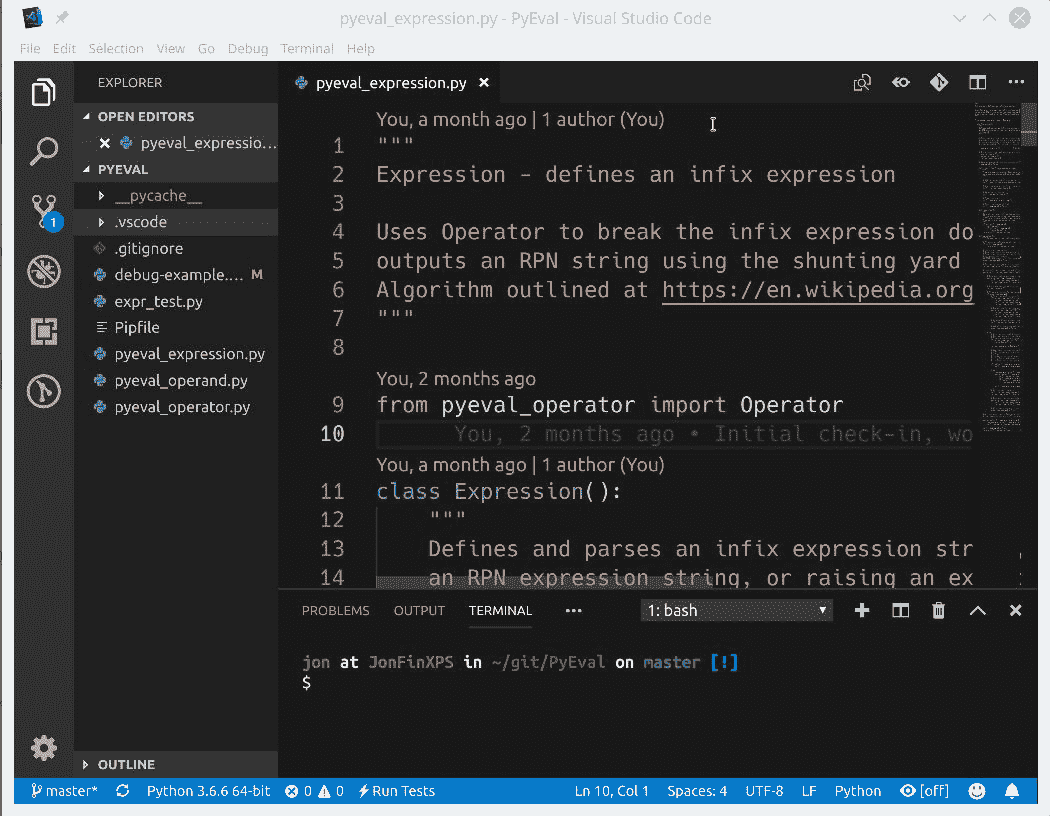 pyeval_expression.py - PyEval - Visual Studio Code
File Edit Selection View Go Debug Terminal Help
EXPLORER
OPEN EDITORS
pyeval_expressio...
PYEVAL
__pycache__
.vscode
.gitignore
debug-example.... M
expr_test.py
Pipfile
pyeval_expression.py
pyeval_operand.py
pyeval_operator.py
OUTLINE
1
pyeval_expression.py
You, a month ago | 1 author (You)
1 """
2 Expression - defines an infix expression
3
4 Uses Operator to break the infix expression do
5 outputs an RPN string using the shunting yard
6 Algorithm outlined at https://en.wikipedia.org
7 """
8
You, 2 months ago
9 from pyeval_operator import Operator
10 You, 2 months ago • Initial check-in, wo
You, a month ago | 1 author (You)
11 class Expression():
12 """
13 Defines and parses an infix expression str
14 an RPN expression string, or raising an ex
PROBLEMS OUTPUT TERMINAL ••• 1: bash
jon at JonFinXPS in ~/git/PyEval on master [!]
$
master* Python 3.6.6 64-bit 0 0 Run Tests Ln 10, Col 1 Spaces: 4 UTF-8 LF Python [off]